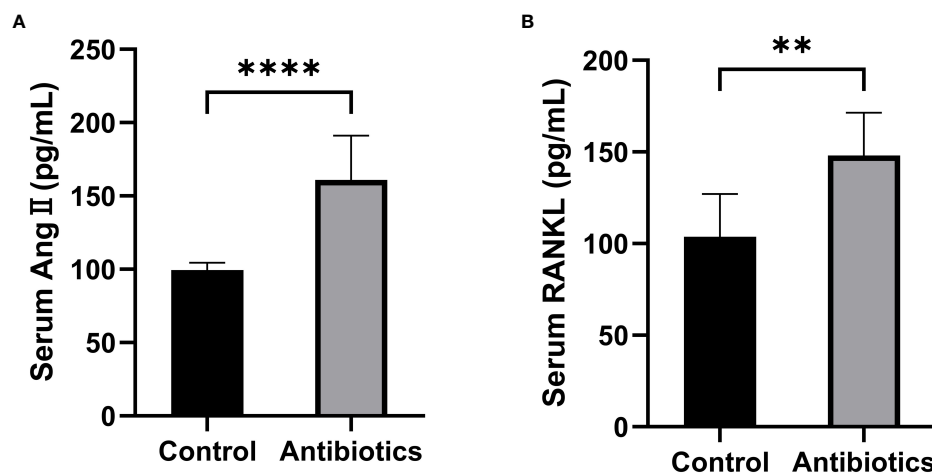 A
Serum Ang Ⅱ (pg/mL)
250
200
150
100
50
0
****
Control Antibiotics
B
Serum RANKL (pg/mL)
200
150
100
50
0
**
Control Antibiotics